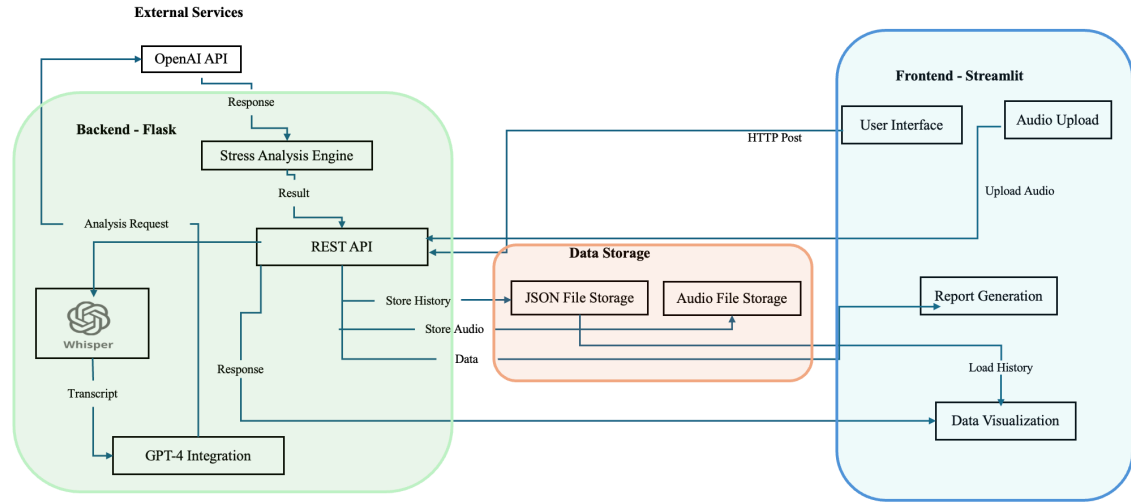 External Services
OpenAI API
Frontend - Streamlit
Response
Backend - Flask
User Interface
Audio Upload
HTTP Post
Stress Analysis Engine
Result
Upload Audio
Analysis Request
REST API
Data Storage
Store History
JSON File Storage
Audio File Storage
Report Generation
Whisper
Store Audio
Data
Response
Load History
Transcript
Data Visualization
GPT-4 Integration